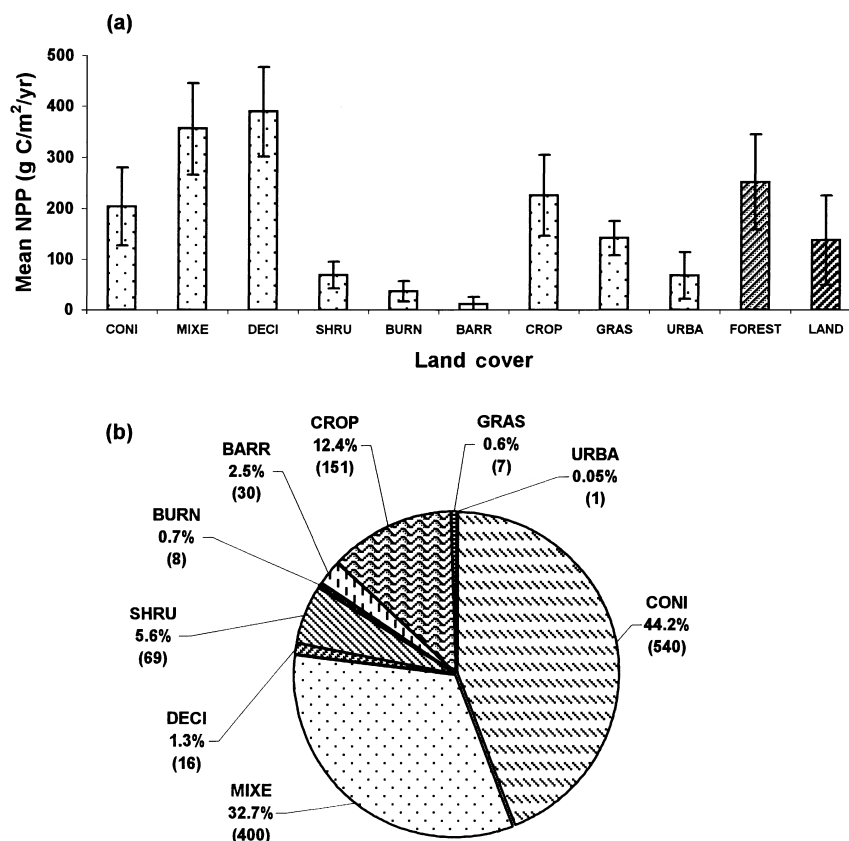 (a)
Mean NPP (g C/m²/yr)
500
400
300
200
100
0
CONI MIXE DECI SHRU BURN BARR CROP GRAS URBA FOREST LAND
Land cover
(b)
CROP
12.4%
(151)
GRAS
0.6%
(7)
URBA
0.05%
(1)
BARR
2.5%
(30)
BURN
0.7%
(8)
SHRU
5.6%
(69)
CONI
44.2%
(540)
DECI
1.3%
(16)
MIXE
32.7%
(400)